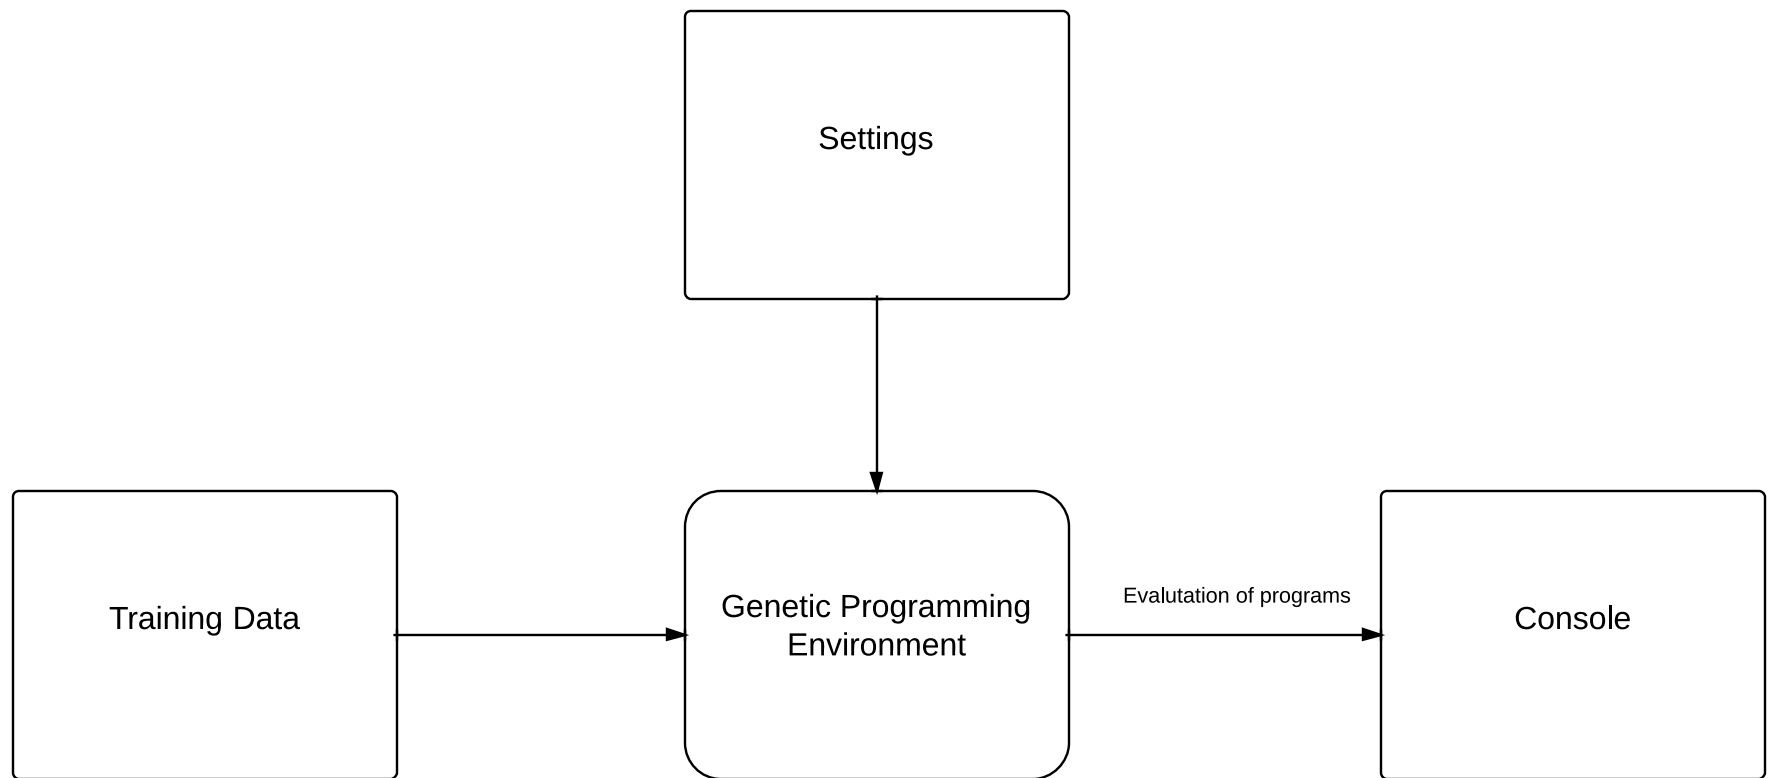 Settings
Training Data
Genetic Programming
Environment
Evalutation of programs
Console